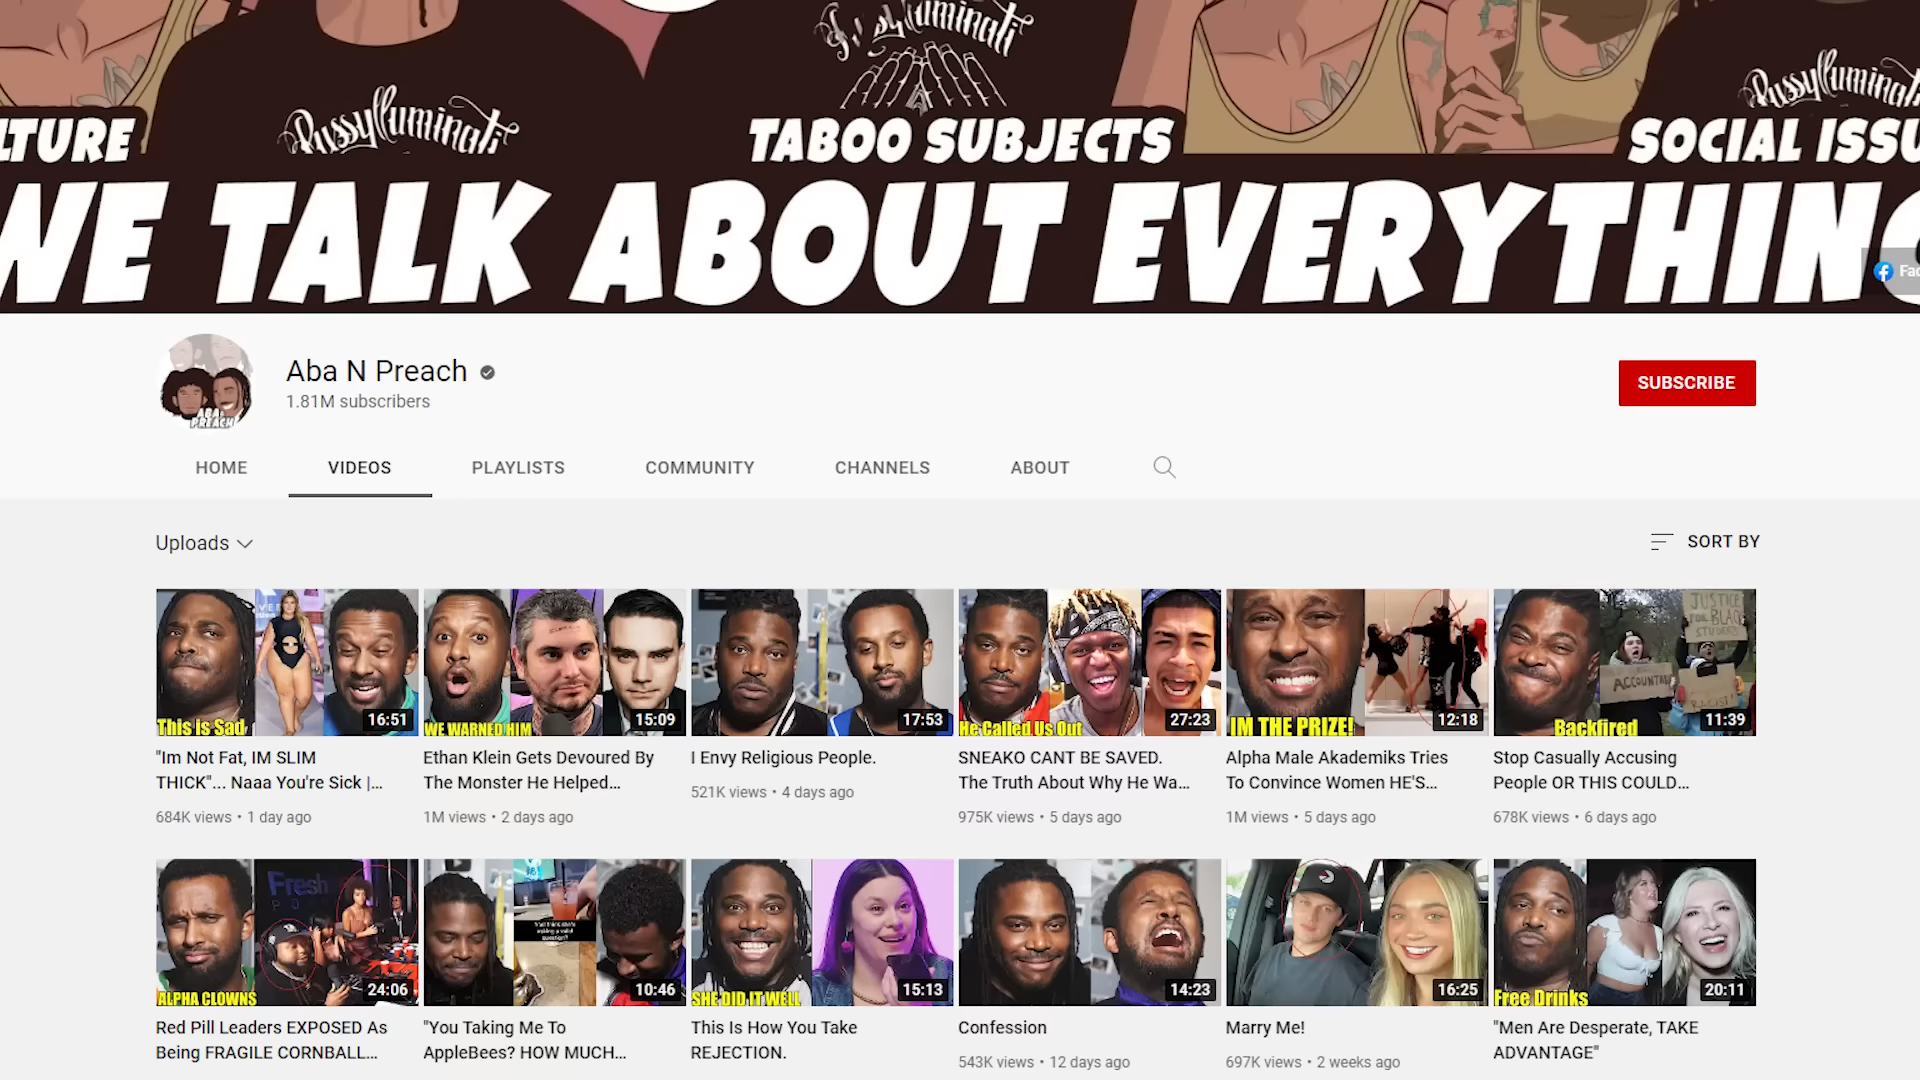 Pussylluminati
Pussylluminati
LTURE
TABOO SUBJECTS
SOCIAL ISSU
WE TALK ABOUT EVERYTHING
Fac
Aba N Preach
1.81M subscribers
SUBSCRIBE
HOME
VIDEOS
PLAYLISTS
COMMUNITY
CHANNELS
ABOUT
Uploads
SORT BY
This is Sad
16:51
WE WARNED HIM
15:09
17:53
He Called Us Out
27:23
IM THE PRIZE!
12:18
JUSTICE
FOR BLACK
STUDENTS
Backfired
11:39
"Im Not Fat, IM SLIM
THICK"... Naaa You're Sick |...
684K views • 1 day ago
Ethan Klein Gets Devoured By
The Monster He Helped...
1M views • 2 days ago
I Envy Religious People.
521K views • 4 days ago
SNEAKO CANT BE SAVED.
The Truth About Why He Wa...
975K views • 5 days ago
Alpha Male Akademiks Tries
To Convince Women HE'S...
1M views • 5 days ago
Stop Casually Accusing
People OR THIS COULD...
678K views • 6 days ago
Fresh
ALPHA CLOWNS
24:06
10:46
SHE DID IT WELL
15:13
14:23
16:25
Free Drinks
20:11
Red Pill Leaders EXPOSED As
Being FRAGILE CORNBALL...
"You Taking Me To
AppleBees? HOW MUCH...
This Is How You Take
REJECTION.
Confession
543K views • 12 days ago
Marry Me!
697K views • 2 weeks ago
"Men Are Desperate, TAKE
ADVANTAGE"